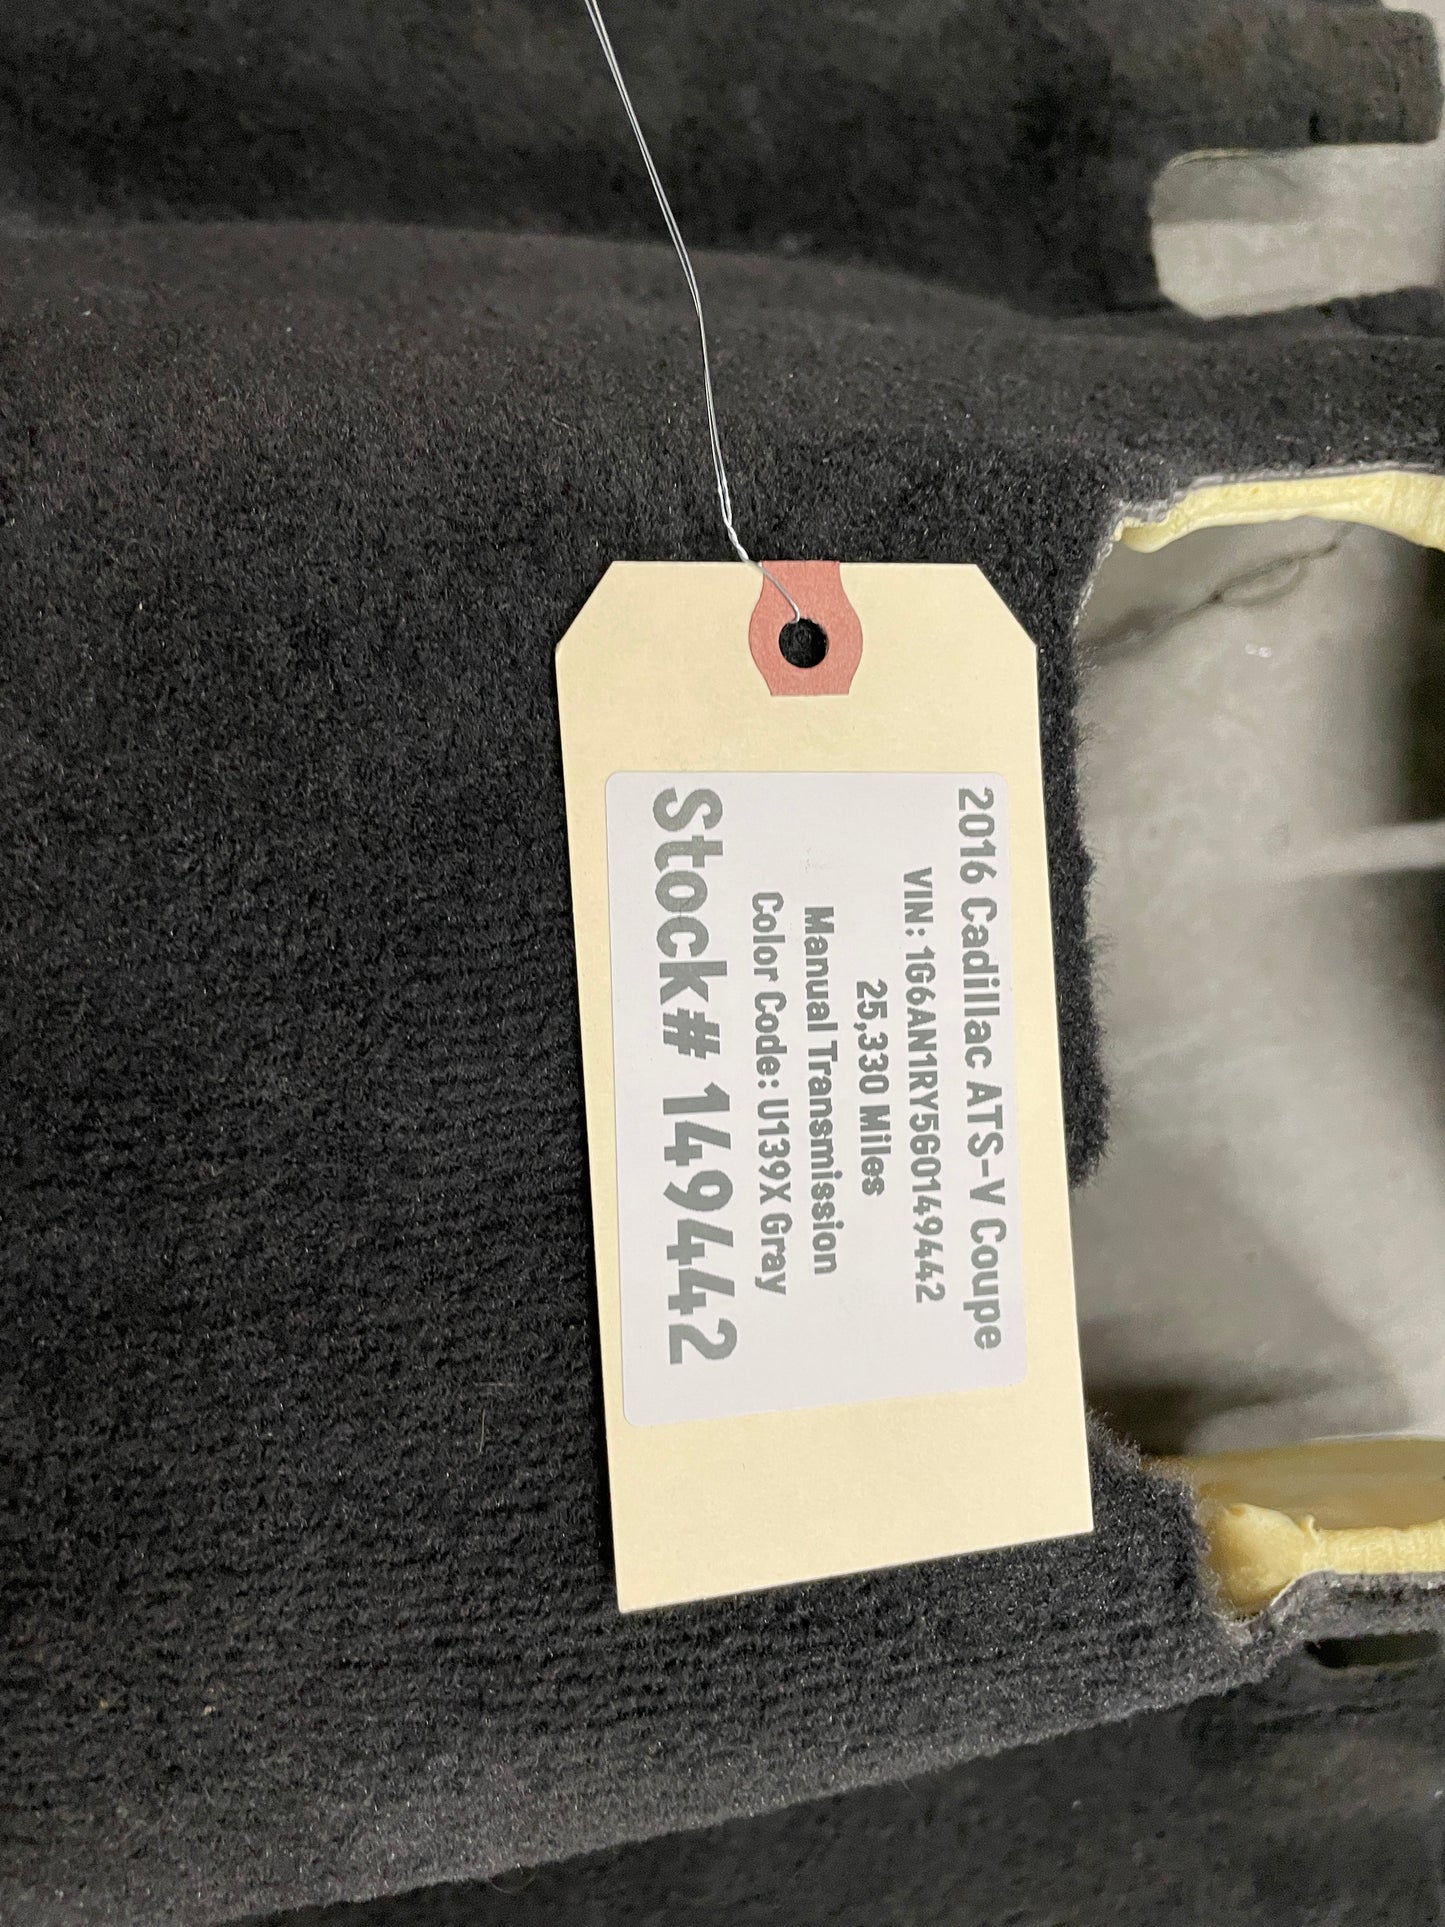 2016 Cadillac ATS-V Coupe
VIN: 1G6AN1RY5G0149442
25,330 Miles
Manual Transmission
Color Code: U139X Gray
Stock# 149442